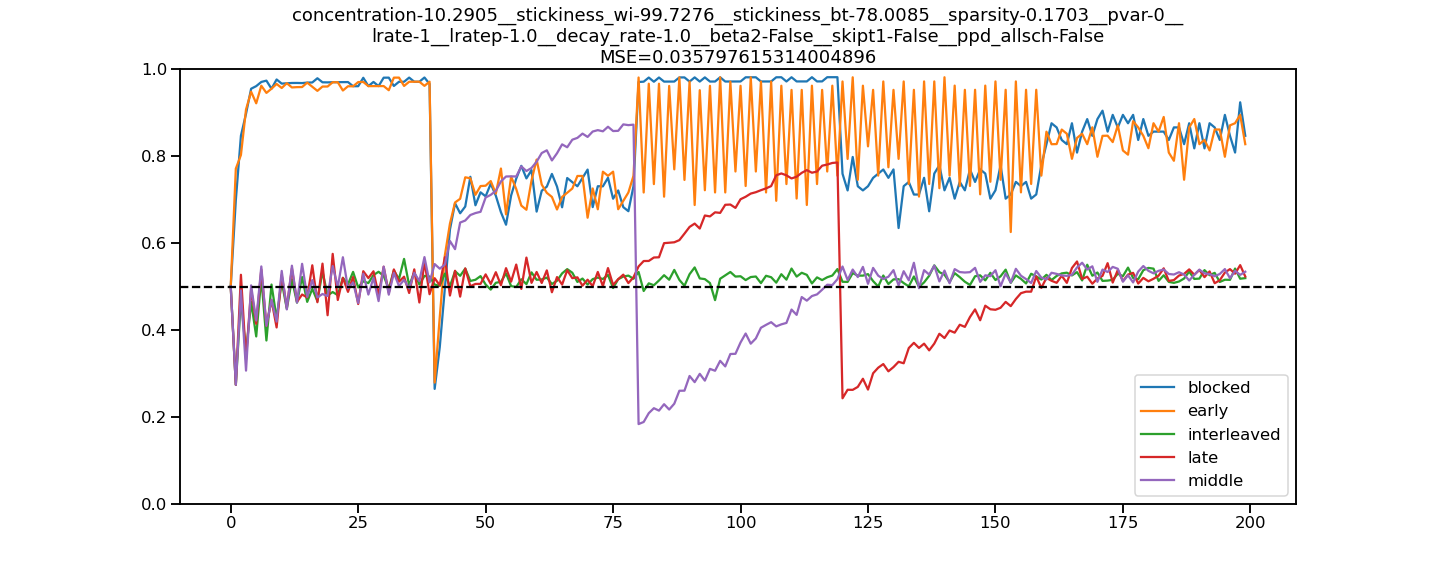 concentration-10.2905__stickiness_wi-99.7276__stickiness_bt-78.0085__sparsity-0.1703__pvar-0__
lrate-1__lratep-1.0__decay_rate-1.0__beta2-False__skipt1-False__ppd_allsch-False
MSE=0.035797615314004896
1.0
0.8
0.6
0.4
0.2
0.0
0 25 50 75 100 125 150 175 200
blocked
early
interleaved
late
middle